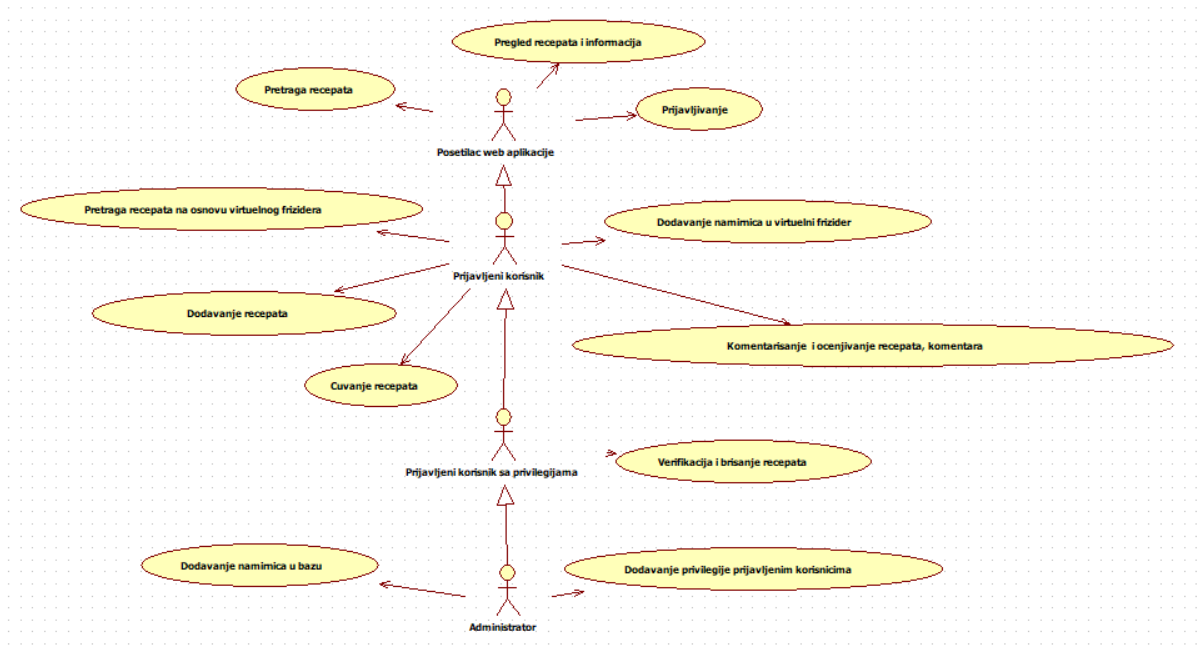 Pregled recepata i informacija
Pretraga recepata
Prijavljivanje
Posetilac web aplikacije
Pretraga recepata na osnovu virtuelnog frizidera
Dodavanje namirnica u virtuelni frizider
Prijavljeni korisnik
Dodavanje recepata
Komentarisanje i ocenjivanje recepata, komentara
Cuvanje recepata
Prijavljeni korisnik sa privilegijama
Verifikacija i brisanje recepata
Dodavanje namirnica u bazu
Dodavanje privilegije prijavljenim korisnicima
Administrator